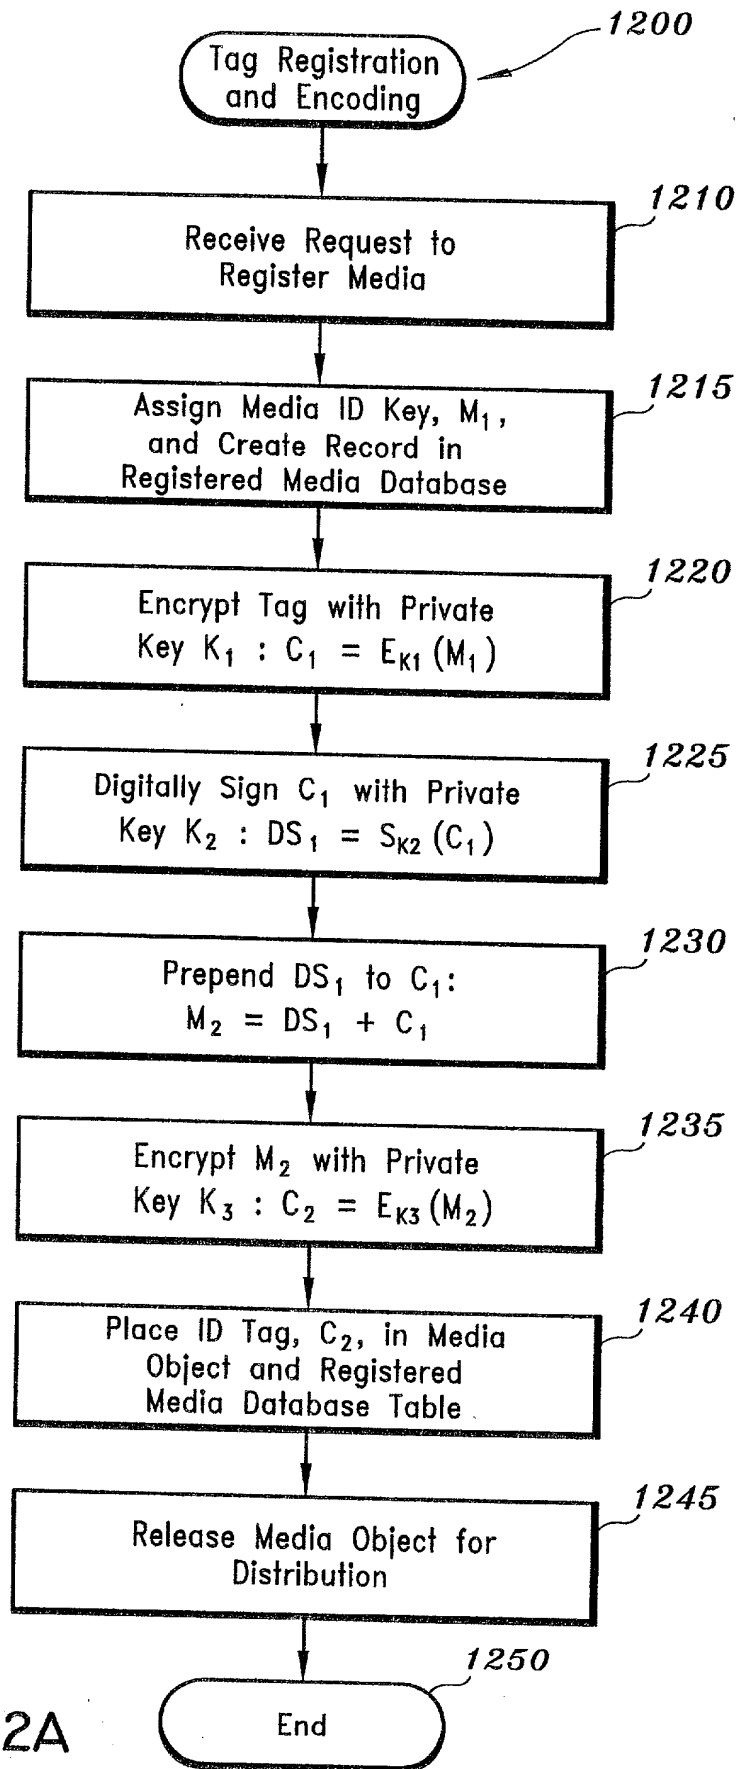 1200
Tag Registration
and Encoding
1210
Receive Request to
Register Media
1215
Assign Media ID Key, M₁,
and Create Record in
Registered Media Database
1220
Encrypt Tag with Private
Key K₁ : C₁ = E_K1 (M₁)
1225
Digitally Sign C₁ with Private
Key K₂ : DS₁ = S_K2 (C₁)
1230
Prepend DS₁ to C₁:
M₂ = DS₁ + C₁
1235
Encrypt M₂ with Private
Key K₃ : C₂ = E_K3 (M₂)
1240
Place ID Tag, C₂, in Media
Object and Registered
Media Database Table
1245
Release Media Object for
Distribution
1250
End
2A